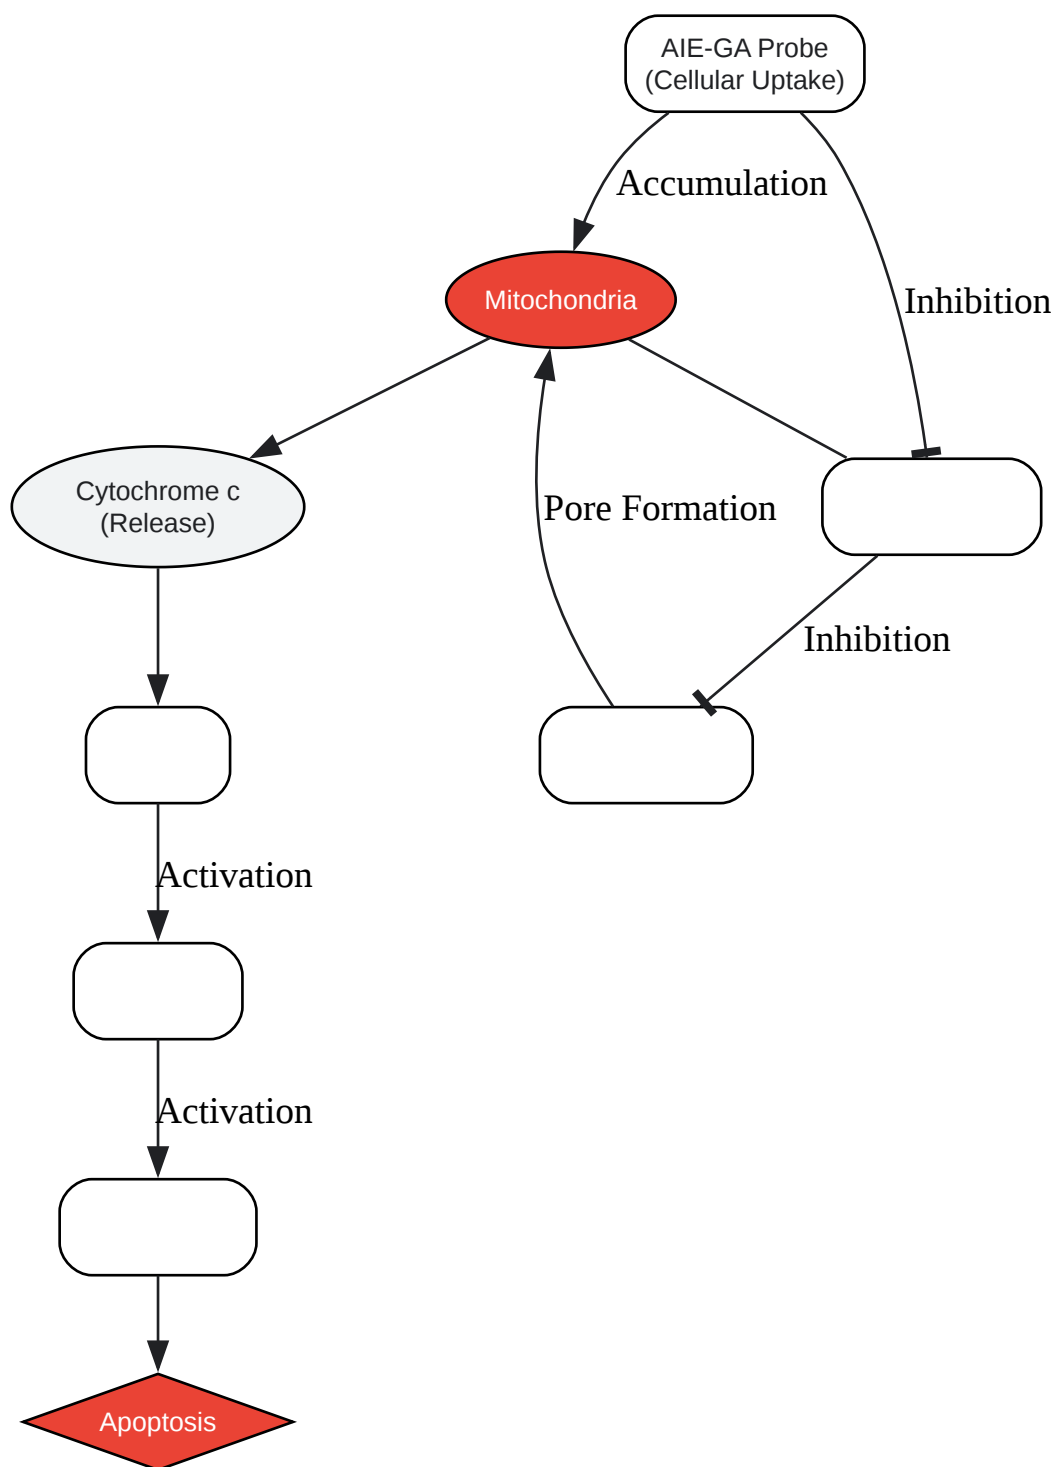 AIE-GA Probe
(Cellular Uptake)
Accumulation
Mitochondria
Inhibition
Cytochrome c
(Release)
Pore Formation
Inhibition
Activation
Activation
Apoptosis